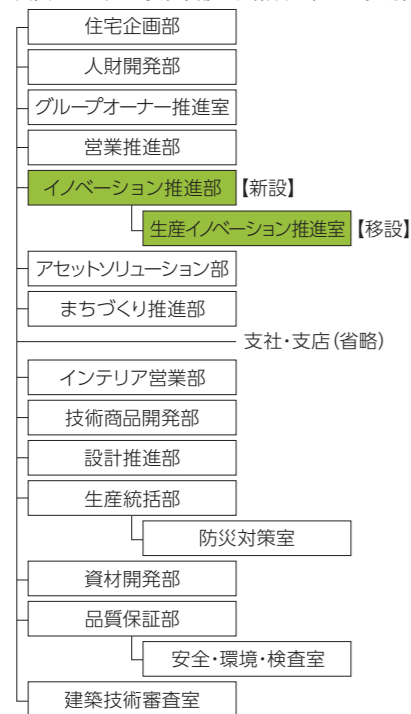 住宅企画部
人財開発部
グループオーナー推進室
営業推進部
イノベーション推進部【新設】
生産イノベーション推進室【移設】
アセットソリューション部
まちづくり推進部
支社・支店(省略)
インテリア営業部
技術商品開発部
設計推進部
生産統括部
防災対策室
資材開発部
品質保証部
安全・環境・検査室
建築技術審査室